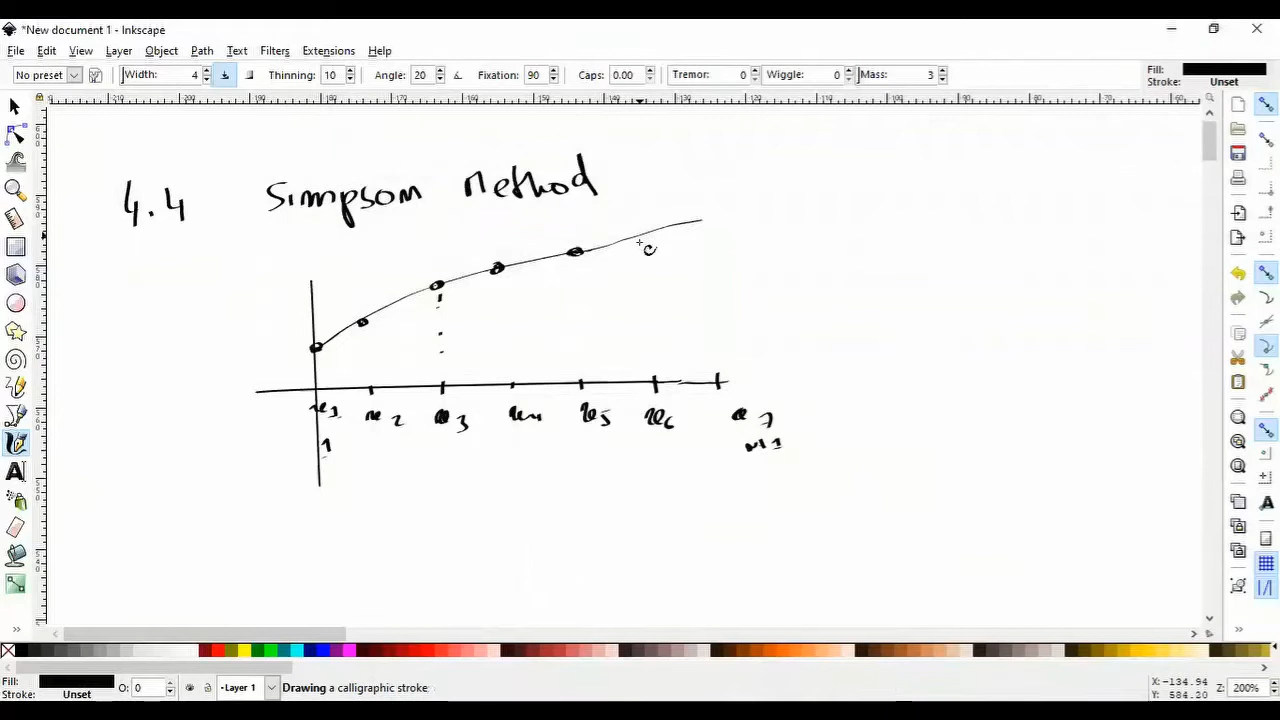 *New document 1 - Inkscape
File Edit View Layer Object Path Text Filters Extensions Help
No preset Width: 4 Thinning: 10 Angle: 20 Fixation: 90 Caps: 0.00 Tremor: 0 Wiggle: 0 Mass: 3 Fill: Stroke: Unset
4.4 Simpson Method
x1 x2 x3 x4 x5 x6 x7
1
Fill: Stroke: Unset O: 0 Layer 1 Drawing a calligraphic stroke X: -134.94 Y: 584.20 Z: 200%